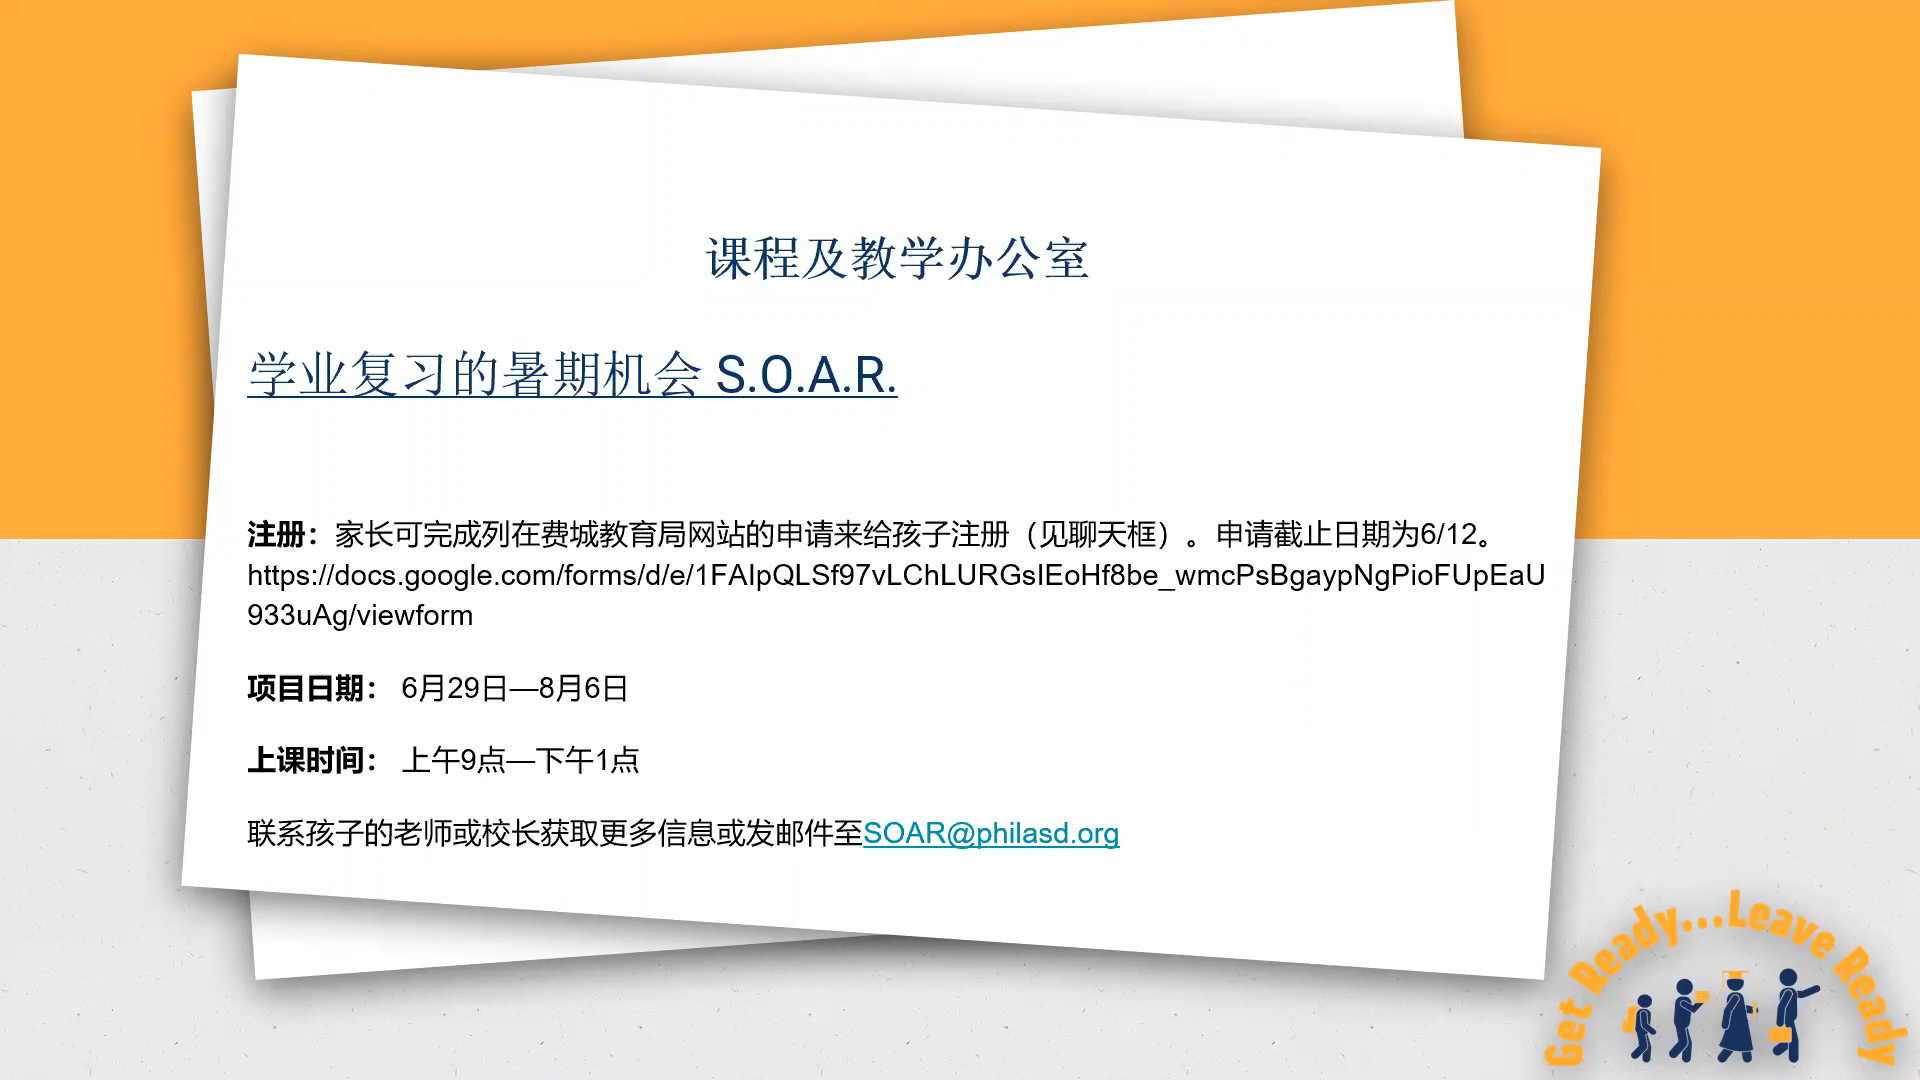 课程及教学办公室
学业复习的暑期机会 S.O.A.R.
注册：家长可完成列在费城教育局网站的申请来给孩子注册（见聊天框）。申请截止日期为6/12。
https://docs.google.com/forms/d/e/1FAIpQLSf97vLChLURGsIEoHf8be_wmcPsBgaypNgPioFUpEaU
933uAg/viewform
项目日期： 6月29日—8月6日
上课时间： 上午9点—下午1点
联系孩子的老师或校长获取更多信息或发邮件至SOAR@philasd.org
Get Ready...Leave Ready